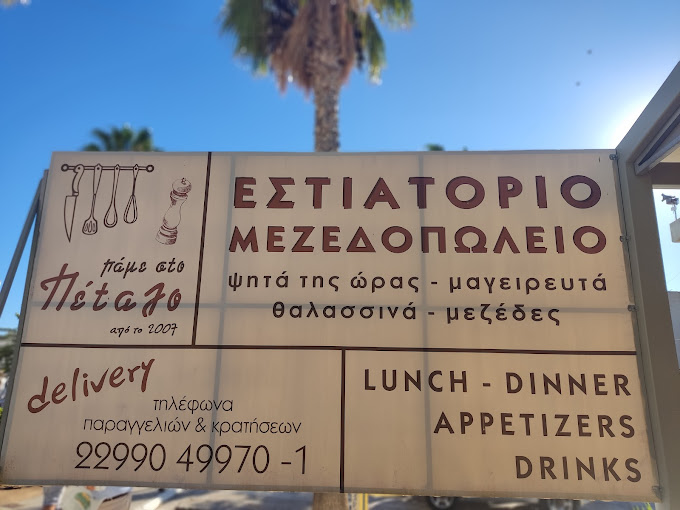 πάμε στο
Πέταλο
από το 2007
ΕΣΤΙΑΤΟΡΙΟ
ΜΕΖΕΔΟΠΩΛΕΙΟ
ψητά της ώρας - μαγειρευτά
θαλασσινά - μεζέδες
delivery
τηλέφωνα
παραγγελιών & κρατήσεων
22990 49970 -1
LUNCH - DINNER
APPETIZERS
DRINKS